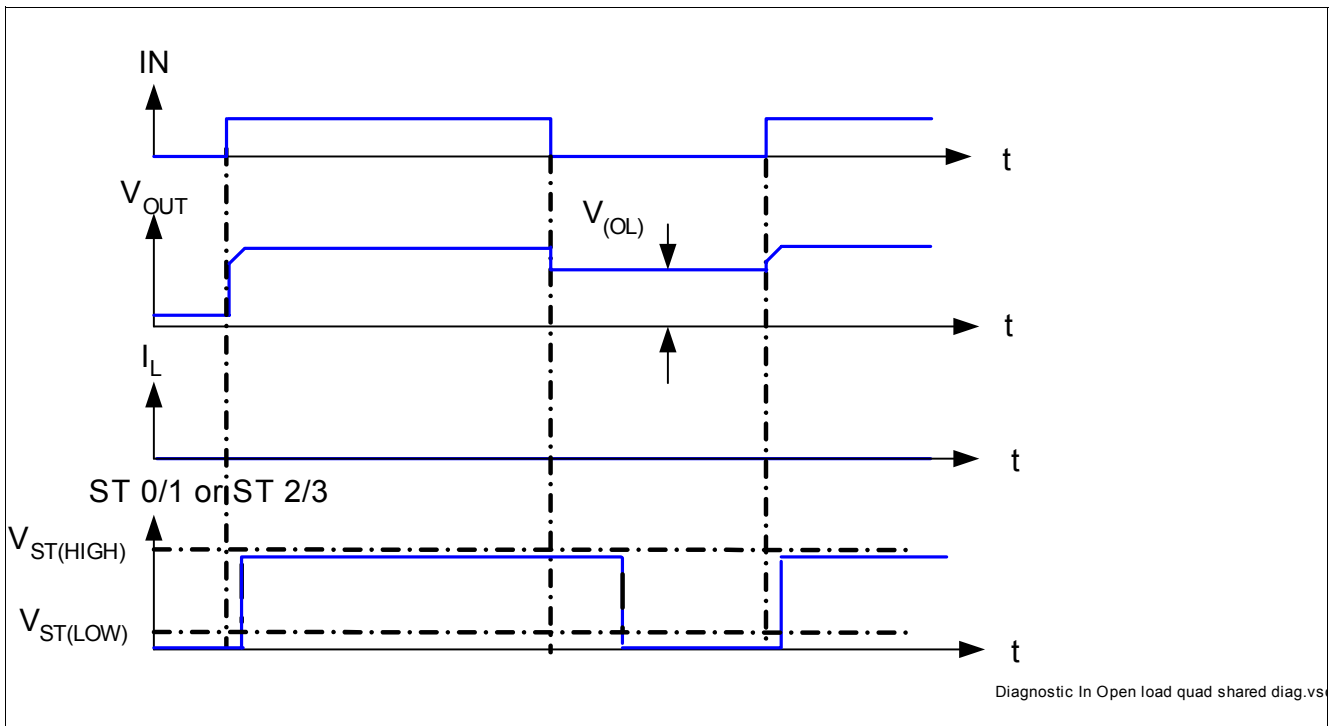 IN
t
VOUT
V(OL)
t
IL
t
ST 0/1 or ST 2/3
VST(HIGH)
VST(LOW)
t
Diagnostic In Open load quad shared diag.vs